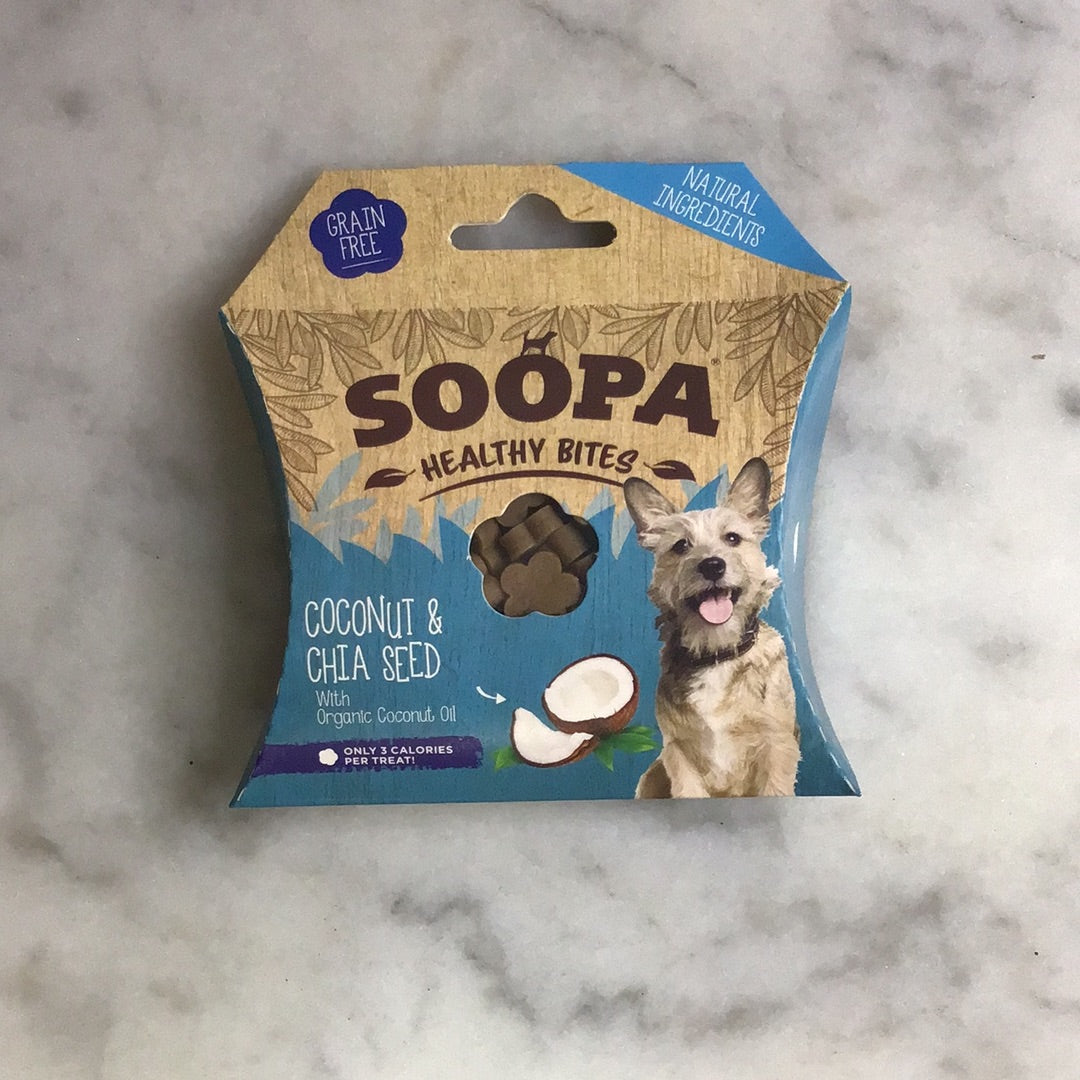 GRAIN
FREE
NATURAL
INGREDIENTS
SOOPA®
HEALTHY BITES
COCONUT &
CHIA SEED
With
Organic Coconut Oil
ONLY 3 CALORIES
PER TREAT!